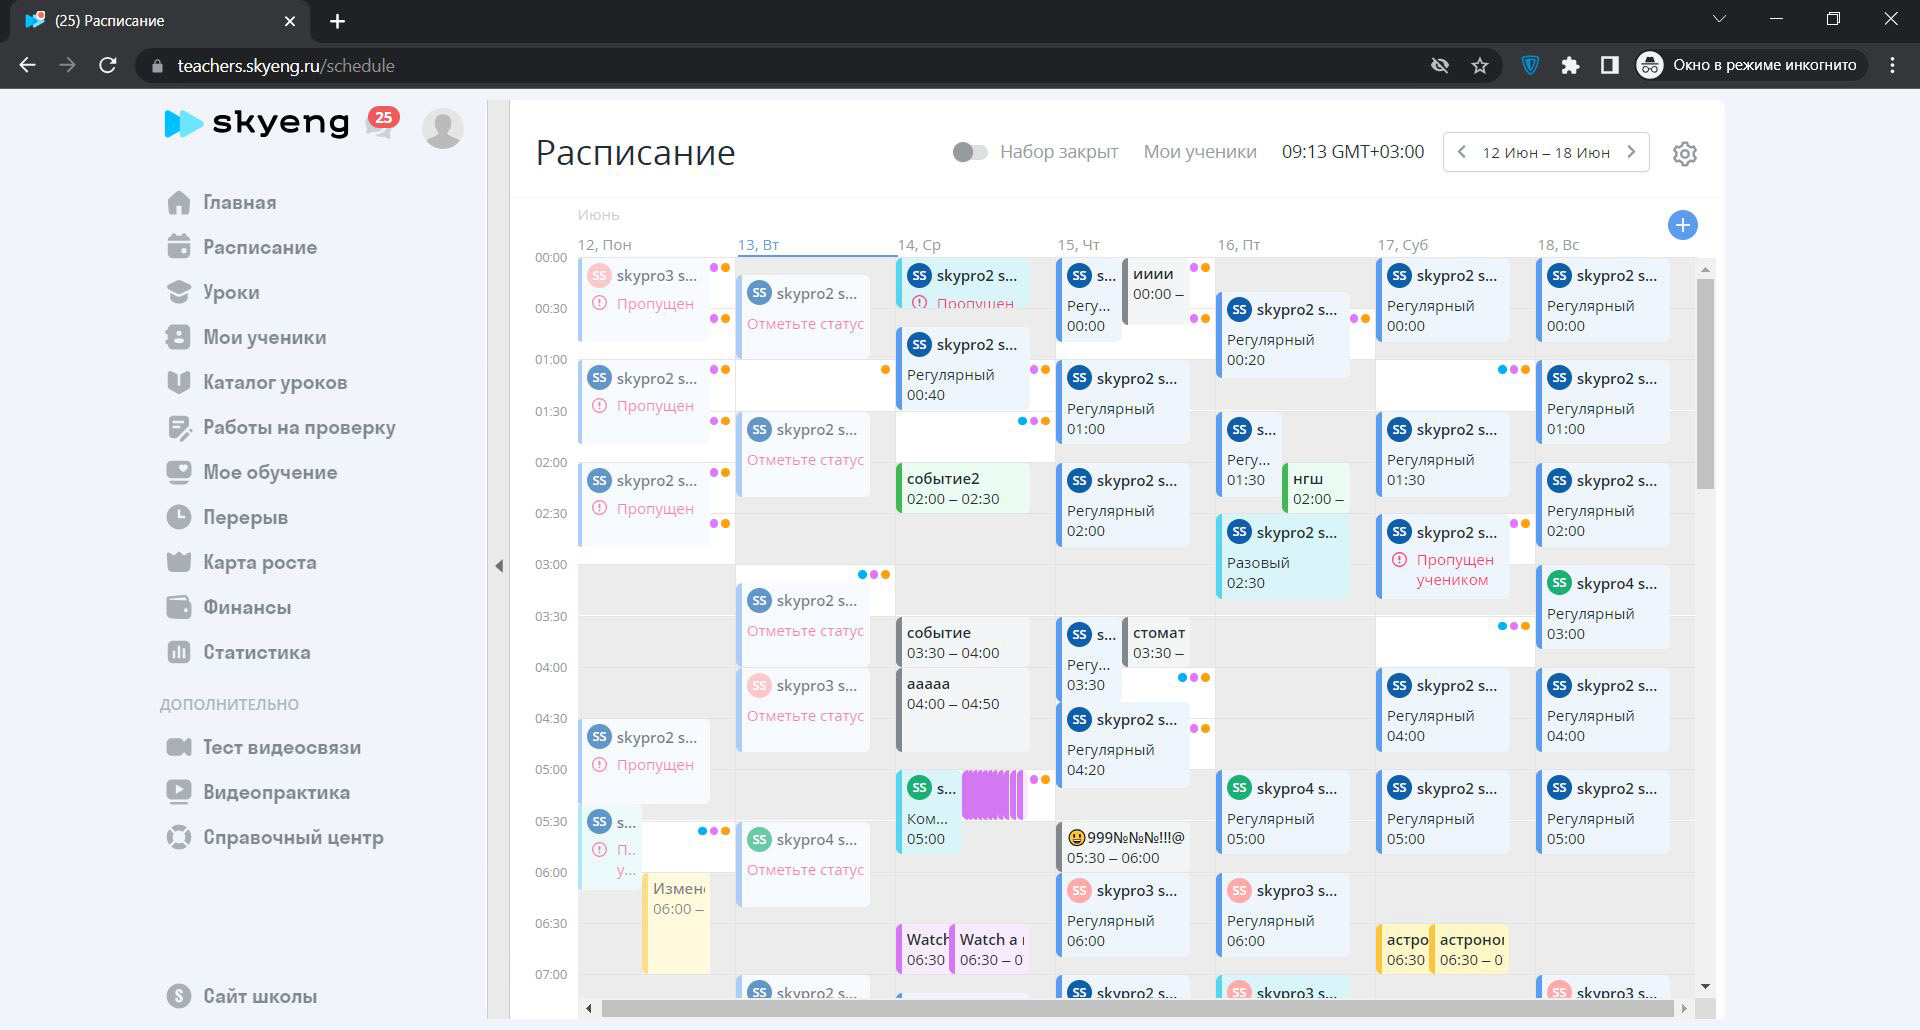 (25) Расписание
teachers.skyeng.ru/schedule
Окно в режиме инкогнито
skyeng
25
Главная
Расписание
Уроки
Мои ученики
Каталог уроков
Работы на проверку
Мое обучение
Перерыв
Карта роста
Финансы
Статистика
ДОПОЛНИТЕЛЬНО
Тест видеосвязи
Видеопрактика
Справочный центр
Сайт школы
Расписание
Набор закрыт
Мои ученики
09:13 GMT+03:00
12 Июн – 18 Июн
Июнь
12, Пон
13, Вт
14, Ср
15, Чт
16, Пт
17, Суб
18, Вс
00:00
00:30
01:00
01:30
02:00
02:30
03:00
03:30
04:00
04:30
05:00
05:30
06:00
06:30
07:00
SS skypro3 s...
Пропущен
SS skypro2 s...
Пропущен
SS skypro2 s...
Пропущен
SS skypro2 s...
Пропущен
SS s...
П..
у...
Измен
06:00 –
SS skypro2 s...
Отметьте статус
SS skypro2 s...
Отметьте статус
SS skypro2 s...
Отметьте статус
SS skypro3 s...
Отметьте статус
SS skypro4 s...
Отметьте статус
SS skypro2 s...
SS skypro2 s...
Пропущен
SS skypro2 s...
Регулярный
00:40
событие2
02:00 – 02:30
событие
03:30 – 04:00
ааааа
04:00 – 04:50
SS s...
Ком...
05:00
Watch
06:30
Watch a
06:30 – 0
SS s...
Регу...
00:00
ииии
00:00 –
SS skypro2 s...
Регулярный
01:00
SS skypro2 s...
Регулярный
02:00
SS s...
Регу...
03:30
стомат
03:30 –
SS skypro2 s...
Регулярный
04:20
😃999№№№!!!@
05:30 – 06:00
SS skypro3 s...
Регулярный
06:00
SS skypro2 s...
SS skypro2 s...
Регулярный
00:20
SS s...
Регу...
01:30
нгш
02:00 –
SS skypro2 s...
Разовый
02:30
SS skypro4 s...
Регулярный
05:00
SS skypro3 s...
Регулярный
06:00
SS skypro3 s...
SS skypro2 s...
Регулярный
00:00
SS skypro2 s...
Регулярный
01:30
SS skypro2 s...
Пропущен
учеником
SS skypro2 s...
Регулярный
04:00
SS skypro2 s...
Регулярный
05:00
астро
06:30
астроно
06:30 – 0
SS skypro2 s...
Регулярный
00:00
SS skypro2 s...
Регулярный
01:00
SS skypro2 s...
Регулярный
02:00
SS skypro4 s...
Регулярный
03:00
SS skypro2 s...
Регулярный
04:00
SS skypro2 s...
Регулярный
05:00
SS skypro3 s...